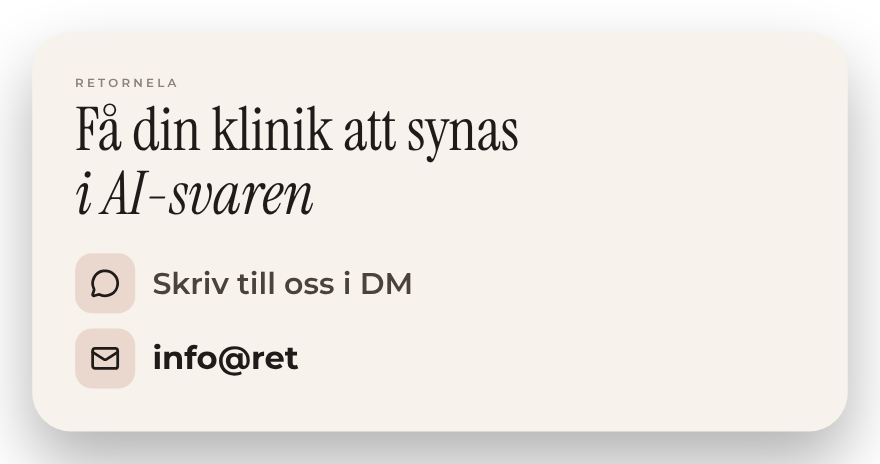 RETORNELA
Få din klinik att synas
i AI-svaren
Skriv till oss i DM
info@ret